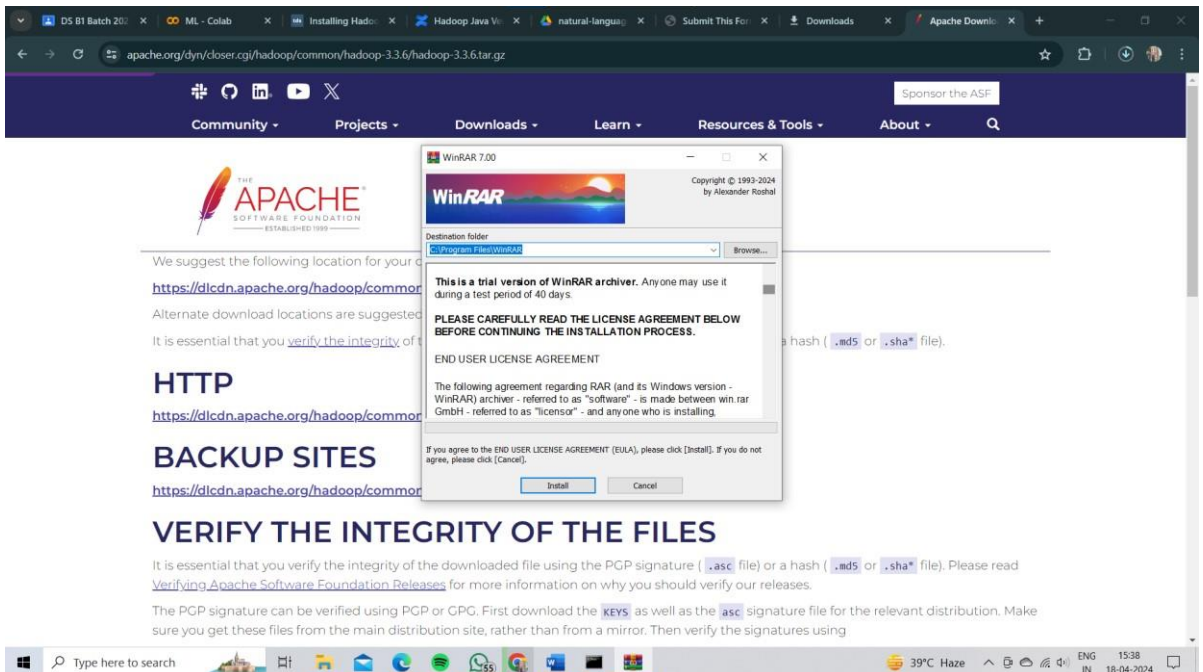 DS B1 Batch 202
ML - Colab
Installing Hado
Hadoop Java Ve
natural-languag
Submit This For
Downloads
Apache Downlo
apache.org/dyn/closer.cgi/hadoop/common/hadoop-3.3.6/hadoop-3.3.6.tar.gz
Sponsor the ASF
Community
Projects
Downloads
Learn
Resources & Tools
About
THE
APACHE
SOFTWARE FOUNDATION
ESTABLISHED 1999
We suggest the following location for your
https://dlcdn.apache.org/hadoop/common
Alternate download locations are suggested
It is essential that you verify the integrity of
a hash ( .md5 or .sha* file).
HTTP
https://dlcdn.apache.org/hadoop/common
BACKUP SITES
https://dlcdn.apache.org/hadoop/common
WinRAR 7.00
WinRAR
Copyright © 1993-2024
by Alexander Roshal
Destination folder
C:\Program Files\WinRAR
Browse...
This is a trial version of WinRAR archiver. Anyone may use it
during a test period of 40 days.
PLEASE CAREFULLY READ THE LICENSE AGREEMENT BELOW
BEFORE CONTINUING THE INSTALLATION PROCESS.
END USER LICENSE AGREEMENT
The following agreement regarding RAR (and its Windows version -
WinRAR) archiver - referred to as "software" - is made between win.rar
GmbH - referred to as "licensor" - and anyone who is installing,
If you agree to the END USER LICENSE AGREEMENT (EULA), please click [Install]. If you do not
agree, please click [Cancel].
Install
Cancel
VERIFY THE INTEGRITY OF THE FILES
It is essential that you verify the integrity of the downloaded file using the PGP signature ( .asc file) or a hash ( .md5 or .sha* file). Please read
Verifying Apache Software Foundation Releases for more information on why you should verify our releases.
The PGP signature can be verified using PGP or GPG. First download the KEYS as well as the asc signature file for the relevant distribution. Make
sure you get these files from the main distribution site, rather than from a mirror. Then verify the signatures using
Type here to search
55
39°C Haze
ENG
IN
15:38
18-04-2024